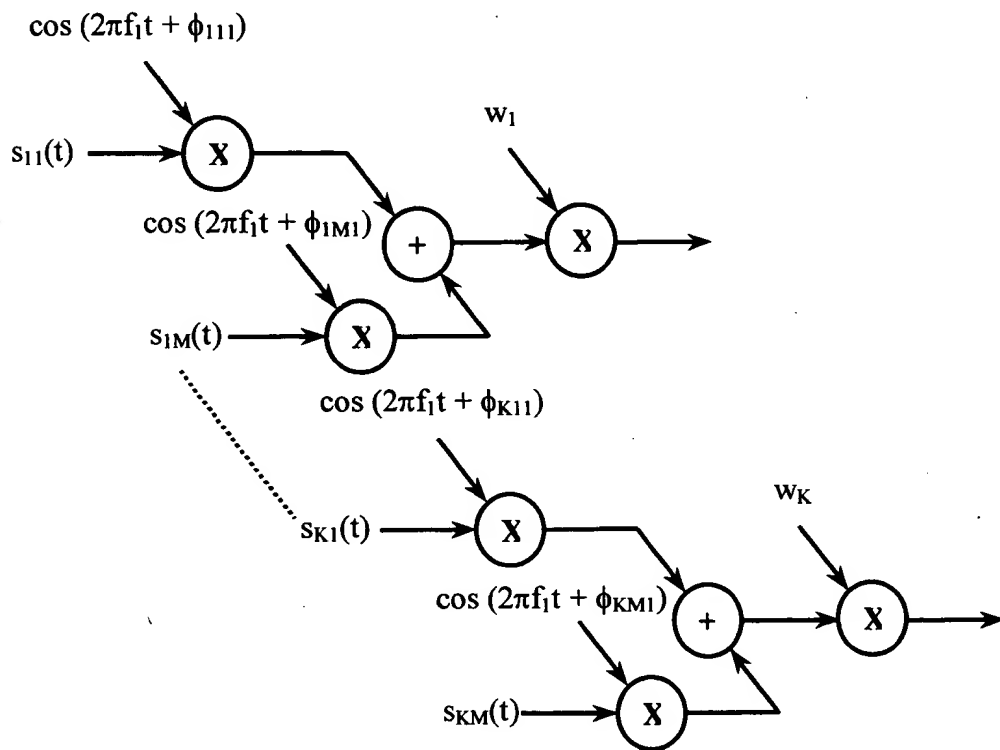 cos (2πf₁t + ϕ₁₁₁)
w₁
s₁₁(t)
X
cos (2πf₁t + ϕ₁M₁)
+
X
s₁M(t)
X
cos (2πf₁t + ϕK₁₁)
wK
sK₁(t)
X
cos (2πf₁t + ϕKM₁)
+
X
sKM(t)
X